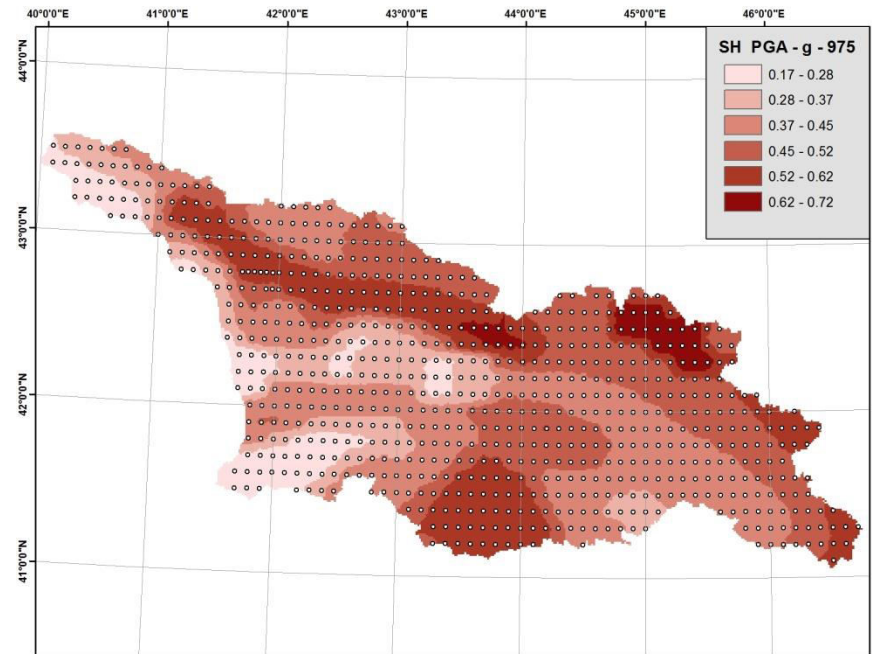 40°0'0"E 41°0'0"E 42°0'0"E 43°0'0"E 44°0'0"E 45°0'0"E 46°0'0"E
44°0'0"N
43°0'0"N
42°0'0"N
41°0'0"N
SH PGA - g - 975
0.17 - 0.28
0.28 - 0.37
0.37 - 0.45
0.45 - 0.52
0.52 - 0.62
0.62 - 0.72